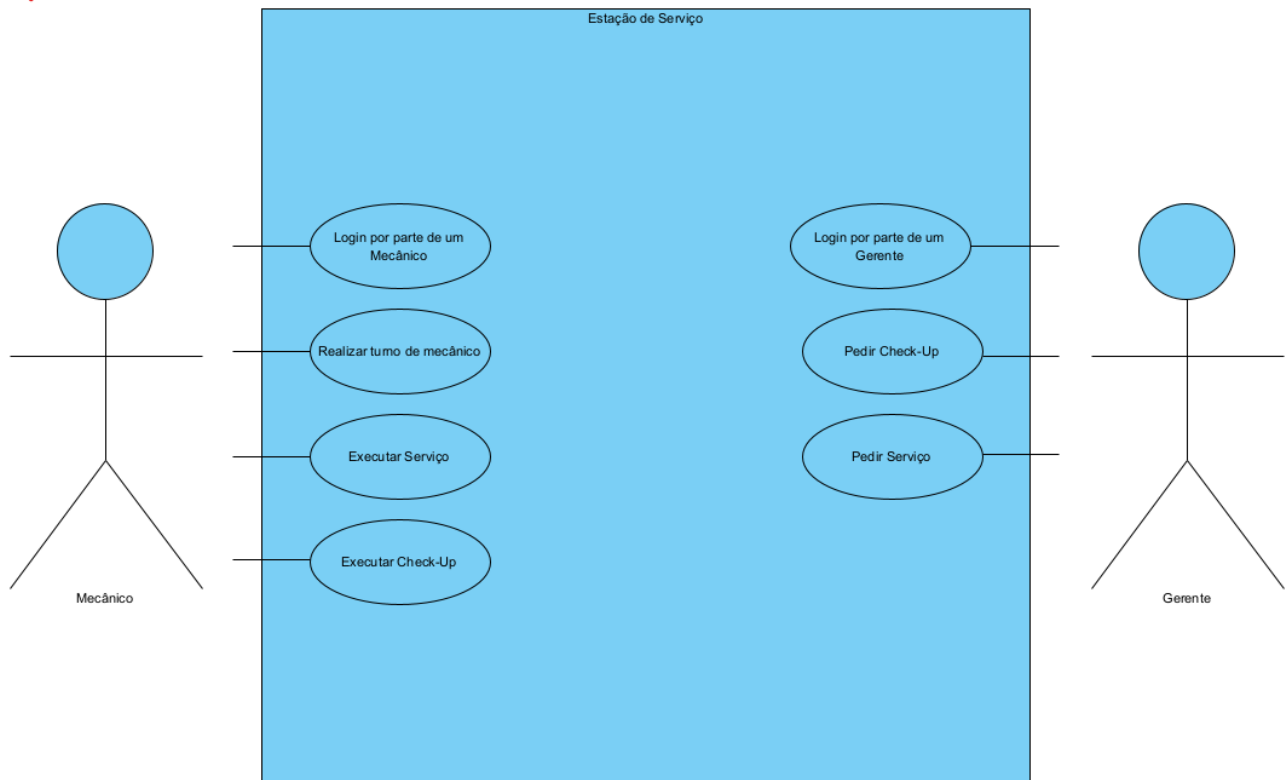 Estação de Serviço
Login por parte de um
Mecânico
Login por parte de um
Gerente
Realizar turno de mecânico
Pedir Check-Up
Executar Serviço
Pedir Serviço
Executar Check-Up
Mecânico
Gerente